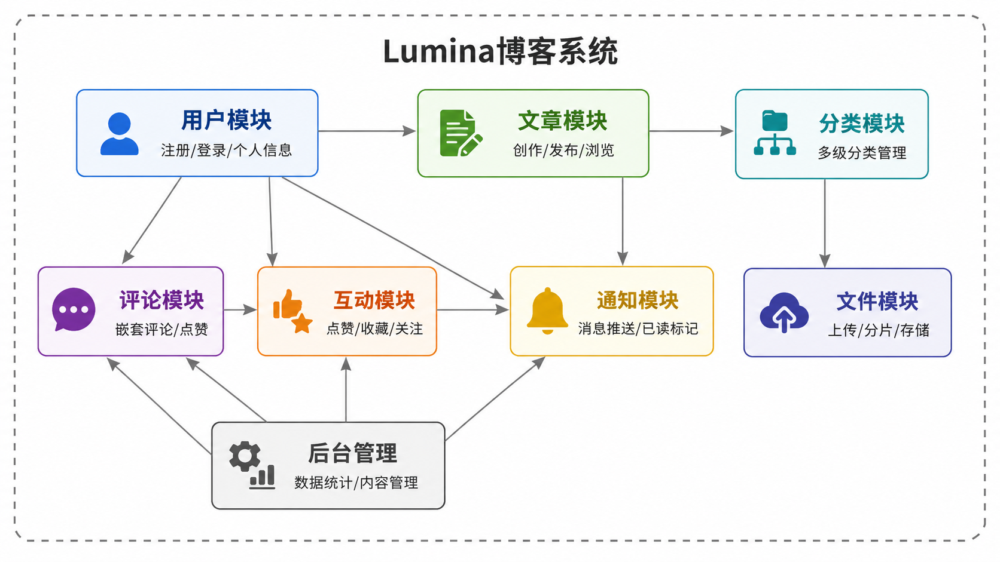 Lumina博客系统
用户模块
注册/登录/个人信息
文章模块
创作/发布/浏览
分类模块
多级分类管理
评论模块
嵌套评论/点赞
互动模块
点赞/收藏/关注
通知模块
消息推送/已读标记
文件模块
上传/分片/存储
后台管理
数据统计/内容管理